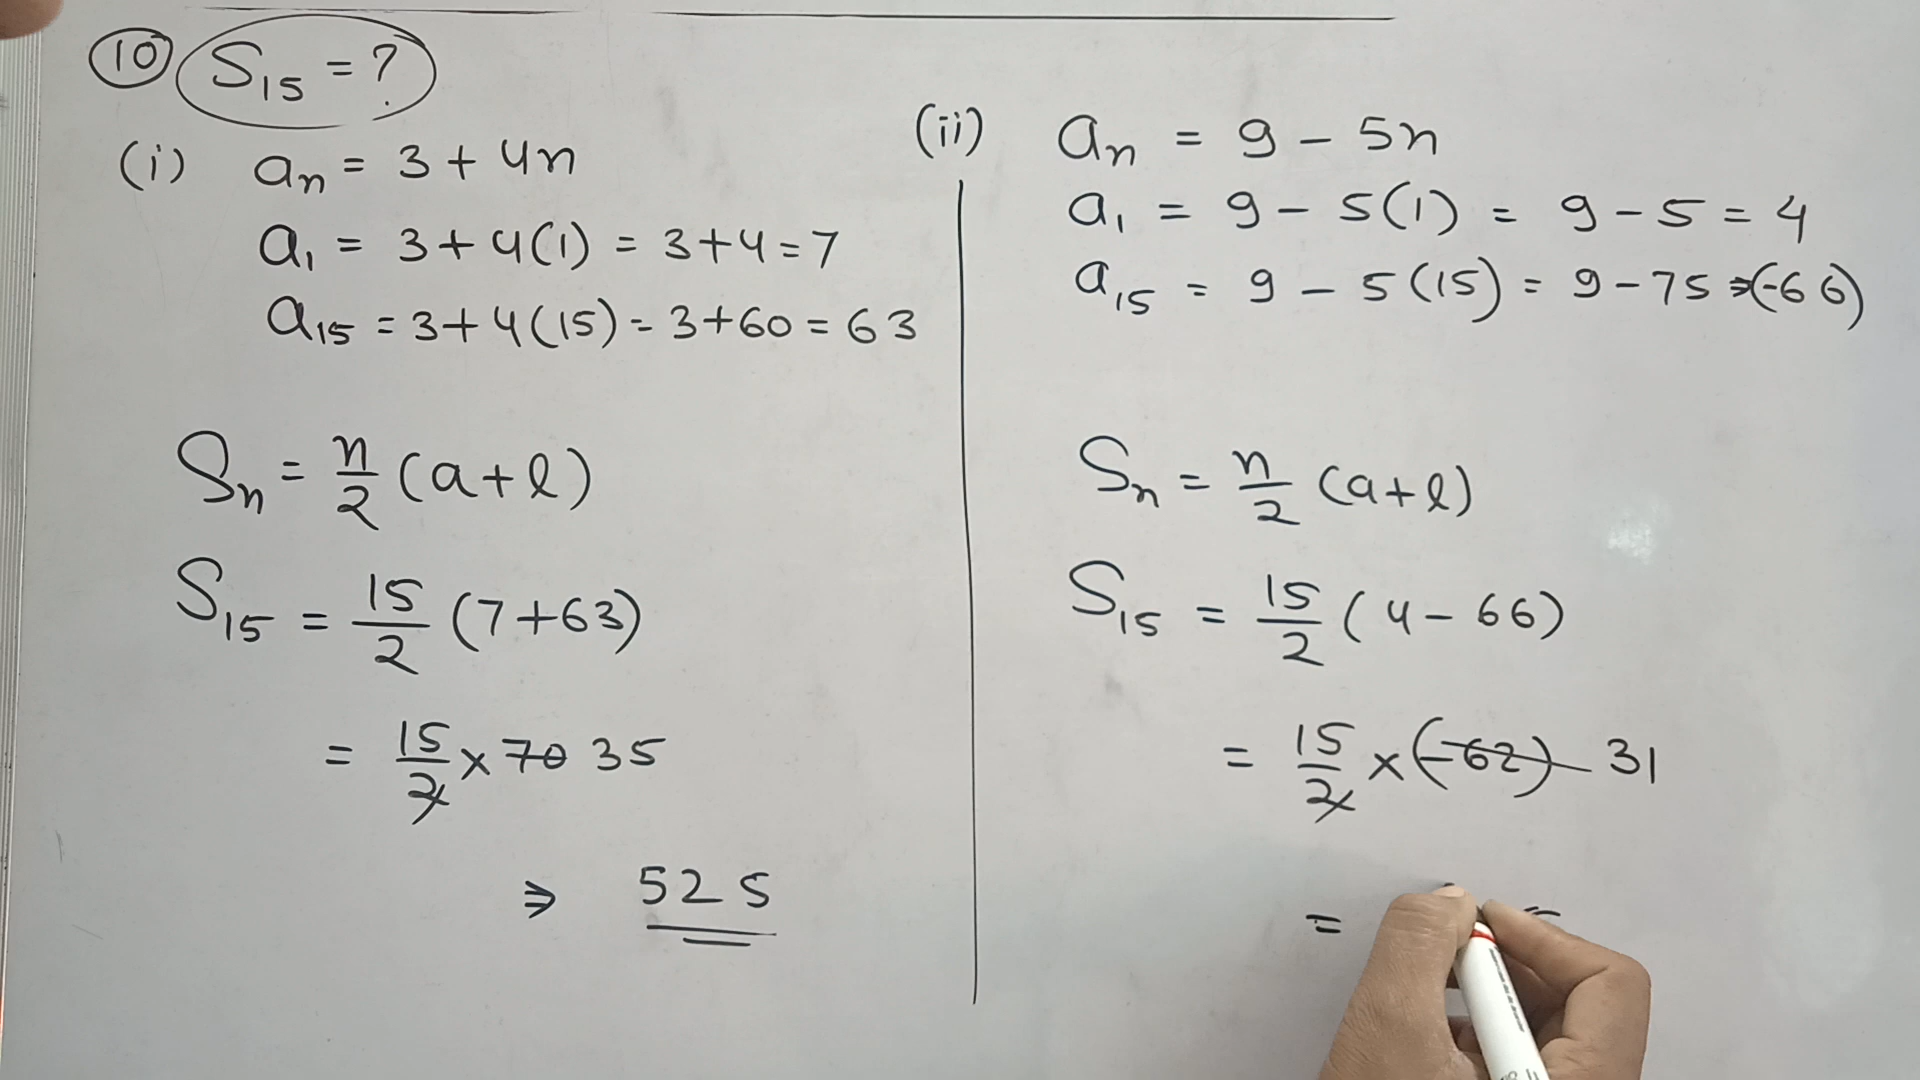 10 S15 = ?
(i) an = 3 + 4n
a1 = 3 + 4(1) = 3+4 = 7
a15 = 3+4(15) = 3+60 = 63
Sn = n/2 (a+l)
S15 = 15/2 (7+63)
= 15/2 x 70 35
⇒ 525
(ii) an = 9 - 5n
a1 = 9 - 5(1) = 9 - 5 = 4
a15 = 9 - 5(15) = 9 - 75 ⇒ (-66)
Sn = n/2 (a+l)
S15 = 15/2 (4 - 66)
= 15/2 x (-62) 31
=